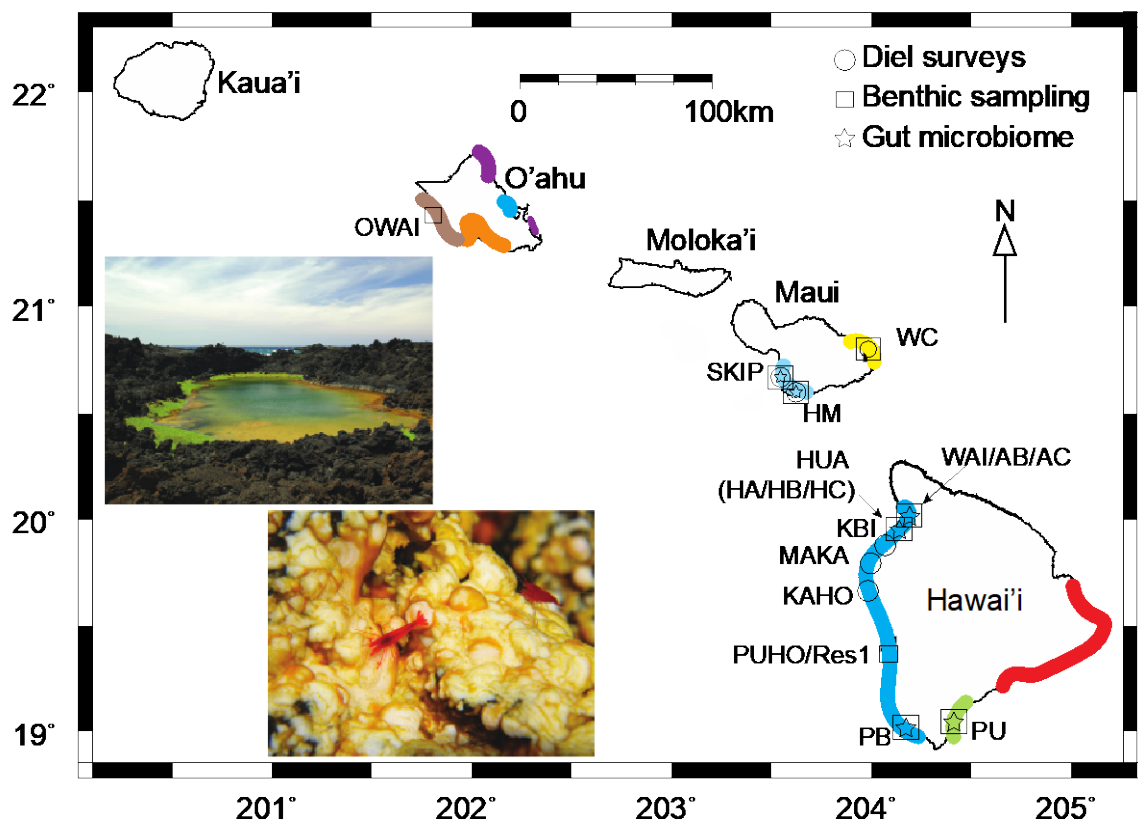 Kaua'i
0 100km
Diel surveys
Benthic sampling
Gut microbiome
22°
O'ahu
OWAI
N
Moloka'i
21°
Maui
WC
SKIP
HM
HUA
(HA/HB/HC)
WAI/AB/AC
20°
KBI
MAKA
KAHO
Hawai'i
PUHO/Res1
19°
PB
PU
201° 202° 203° 204° 205°